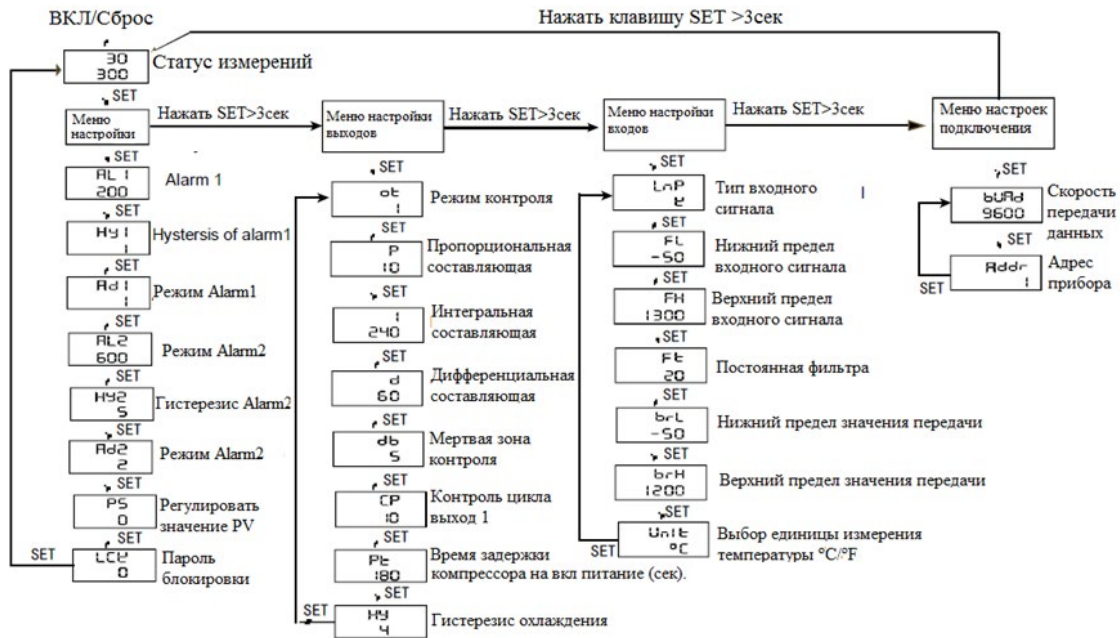 ВКЛ/Сброс
Нажать клавишу SET >3сек
30
300
Статус измерений
SET
Меню
настройки
Нажать SET>3сек
Меню настройки
выходов
Нажать SET>3сек
Меню настройки
входов
Нажать SET>3сек
Меню настроек
подключения
SET
AL1
200
Alarm 1
SET
HY1
1
Hystersis of alarm1
SET
Ad1
1
Режим Alarm1
SET
AL2
600
Режим Alarm2
SET
HY2
5
Гистерезис Alarm2
SET
Ad2
2
Режим Alarm2
SET
PS
0
Регулировать
значение PV
SET
LCK
0
Пароль
блокировки
SET
SET
ot
1
Режим контроля
SET
P
10
Пропорциональная
составляющая
SET
I
240
Интегральная
составляющая
SET
d
60
Дифференциальная
составляющая
SET
db
5
Мертвая зона
контроля
SET
CP
10
Контроль цикла
выход 1
SET
Pt
180
Время задержки
компрессора на вкл питание (сек).
SET
HY
4
Гистерезис охлаждения
SET
SET
InP
K
Тип входного
сигнала
SET
FL
-50
Нижний предел
входного сигнала
SET
FH
1300
Верхний предел
входного сигнала
SET
Ft
20
Постоянная фильтра
SET
brL
-50
Нижний предел значения передачи
SET
brH
1200
Верхний предел значения передачи
SET
UnIt
°C
Выбор единицы измерения
температуры °C/°F
SET
SET
bUAd
9600
Скорость
передачи
данных
SET
Addr
1
Адрес
прибора
SET